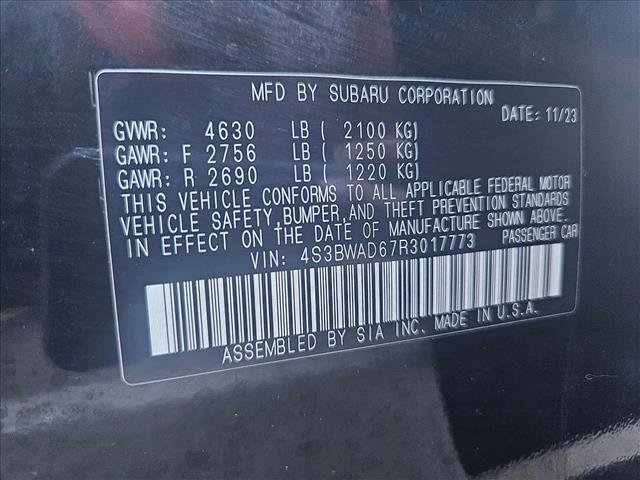 MFD BY SUBARU CORPORATION
DATE: 11/23
GVWR: 4630 LB ( 2100 KG)
GAWR: F 2756 LB ( 1250 KG)
GAWR: R 2690 LB ( 1220 KG)
THIS VEHICLE CONFORMS TO ALL APPLICABLE FEDERAL MOTOR
VEHICLE SAFETY, BUMPER, AND THEFT PREVENTION STANDARDS
IN EFFECT ON THE DATE OF MANUFACTURE SHOWN ABOVE.
VIN: 4S3BWAD67R3017773 PASSENGER CAR
ASSEMBLED BY SIA INC. MADE IN U.S.A.